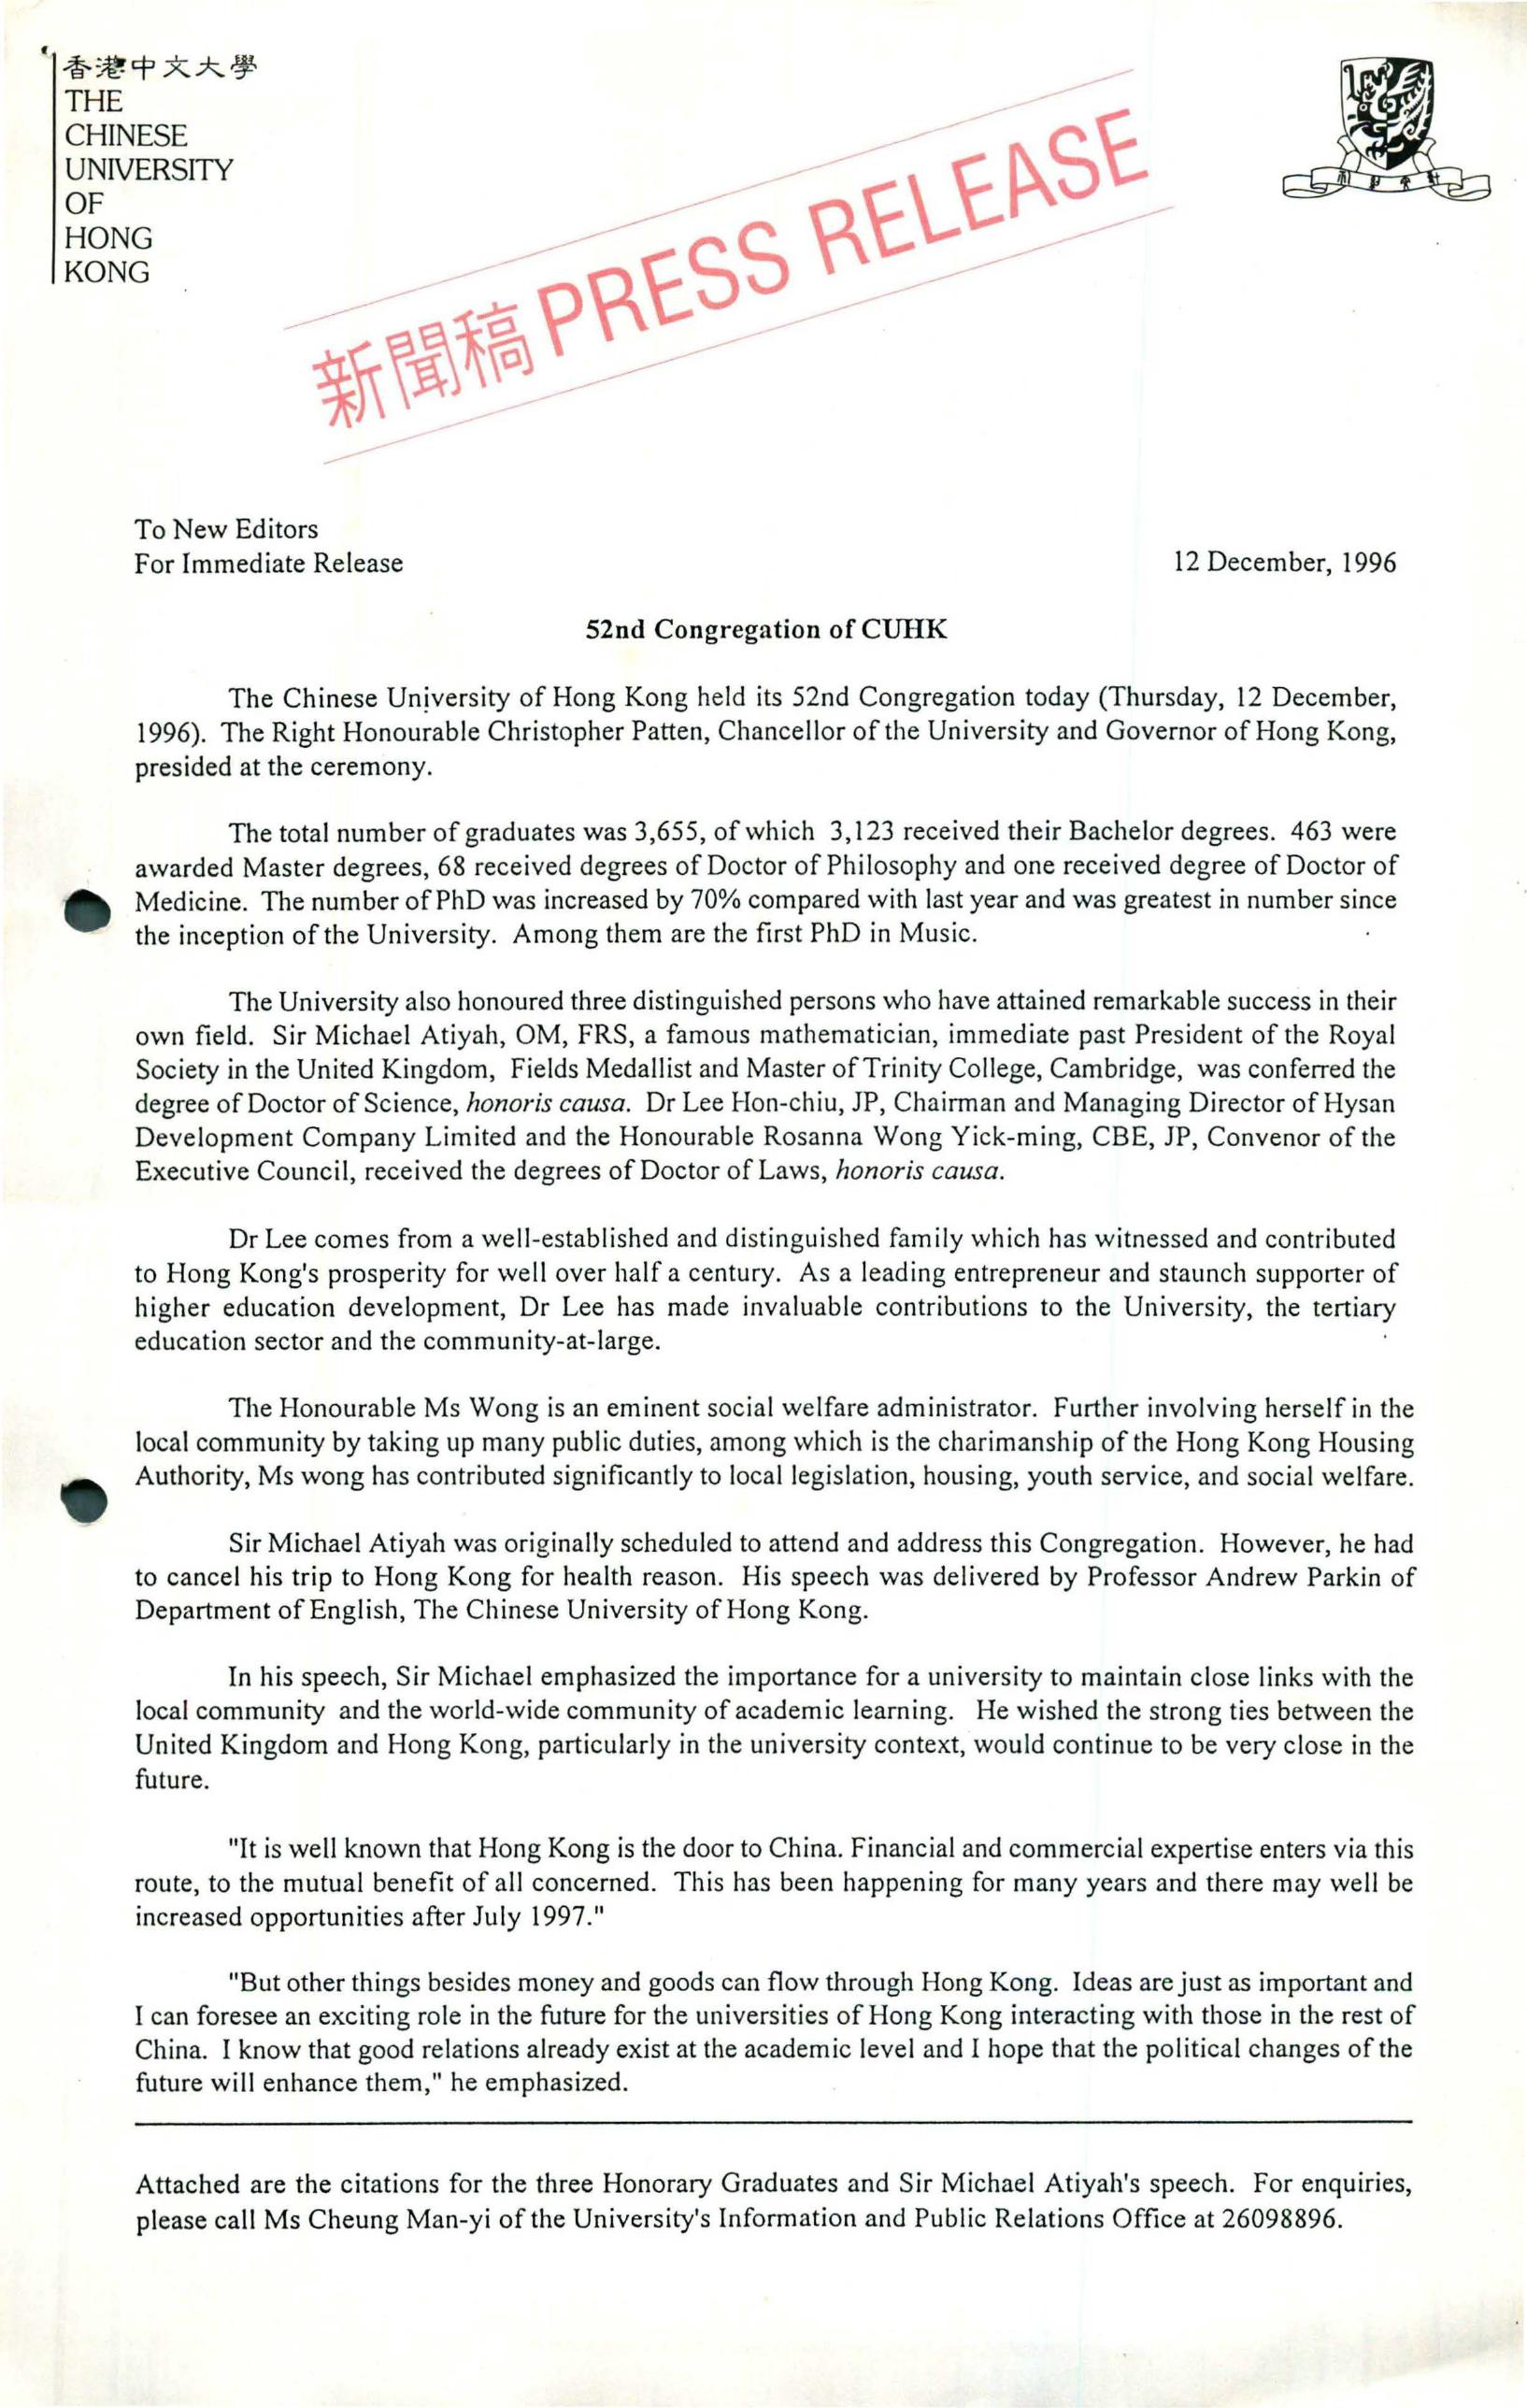 香港中文大學
THE
CHINESE
UNIVERSITY
OF
HONG
KONG
新聞稿 PRESS RELEASE
To New Editors
For Immediate Release
12 December, 1996
52nd Congregation of CUHK
The Chinese University of Hong Kong held its 52nd Congregation today (Thursday, 12 December,
1996). The Right Honourable Christopher Patten, Chancellor of the University and Governor of Hong Kong,
presided at the ceremony.
The total number of graduates was 3,655, of which 3,123 received their Bachelor degrees. 463 were
awarded Master degrees, 68 received degrees of Doctor of Philosophy and one received degree of Doctor of
Medicine. The number of PhD was increased by 70% compared with last year and was greatest in number since
the inception of the University. Among them are the first PhD in Music.
The University also honoured three distinguished persons who have attained remarkable success in their
own field. Sir Michael Atiyah, OM, FRS, a famous mathematician, immediate past President of the Royal
Society in the United Kingdom, Fields Medallist and Master of Trinity College, Cambridge, was conferred the
degree of Doctor of Science, honoris causa. Dr Lee Hon-chiu, JP, Chairman and Managing Director of Hysan
Development Company Limited and the Honourable Rosanna Wong Yick-ming, CBE, JP, Convenor of the
Executive Council, received the degrees of Doctor of Laws, honoris causa.
Dr Lee comes from a well-established and distinguished family which has witnessed and contributed
to Hong Kong's prosperity for well over half a century. As a leading entrepreneur and staunch supporter of
higher education development, Dr Lee has made invaluable contributions to the University, the tertiary
education sector and the community-at-large.
The Honourable Ms Wong is an eminent social welfare administrator. Further involving herself in the
local community by taking up many public duties, among which is the charimanship of the Hong Kong Housing
Authority, Ms wong has contributed significantly to local legislation, housing, youth service, and social welfare.
Sir Michael Atiyah was originally scheduled to attend and address this Congregation. However, he had
to cancel his trip to Hong Kong for health reason. His speech was delivered by Professor Andrew Parkin of
Department of English, The Chinese University of Hong Kong.
In his speech, Sir Michael emphasized the importance for a university to maintain close links with the
local community and the world-wide community of academic learning. He wished the strong ties between the
United Kingdom and Hong Kong, particularly in the university context, would continue to be very close in the
future.
"It is well known that Hong Kong is the door to China. Financial and commercial expertise enters via this
route, to the mutual benefit of all concerned. This has been happening for many years and there may well be
increased opportunities after July 1997."
"But other things besides money and goods can flow through Hong Kong. Ideas are just as important and
I can foresee an exciting role in the future for the universities of Hong Kong interacting with those in the rest of
China. I know that good relations already exist at the academic level and I hope that the political changes of the
future will enhance them," he emphasized.
Attached are the citations for the three Honorary Graduates and Sir Michael Atiyah's speech. For enquiries,
please call Ms Cheung Man-yi of the University's Information and Public Relations Office at 26098896.